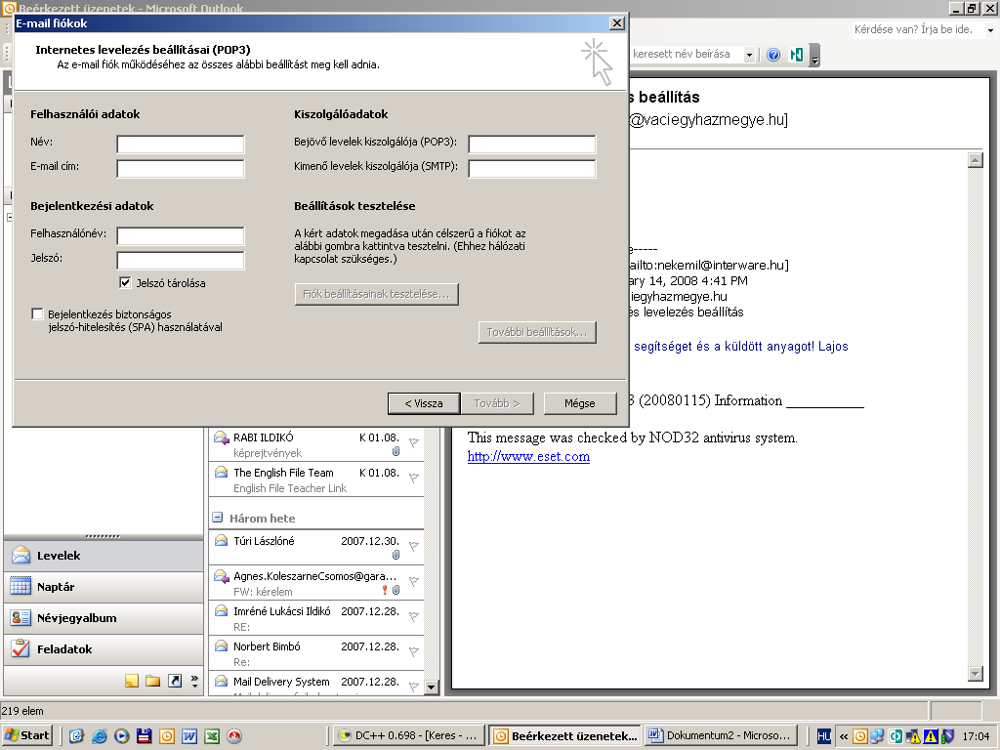 Beérkezett üzenetek - Microsoft Outlook
E-mail fiókok
Internetes levelezés beállításai (POP3)
Az e-mail fiók működéséhez az összes alábbi beállítást meg kell adnia.
Kérdése van? Írja be ide.
keresett név beírása
Felhasználói adatok
Név:
E-mail cím:
Kiszolgálóadatok
Bejövő levelek kiszolgálója (POP3):
Kimenő levelek kiszolgálója (SMTP):
Bejelentkezési adatok
Felhasználónév:
Jelszó:
Jelszó tárolása
Bejelentkezés biztonságos
jelszó-hitelesítés (SPA) használatával
Beállítások tesztelése
A kért adatok megadása után célszerű a fiókot az
alábbi gombra kattintva tesztelni. (Ehhez hálózati
kapcsolat szükséges.)
Fiók beállításainak tesztelése...
További beállítások...
< Vissza
Tovább >
Mégse
s beállítás
@vaciegyhazmegye.hu]
e-----
ailto:nekemil@interware.hu]
ary 14, 2008 4:41 PM
iegyhazmegye.hu
és levelezés beállítás
segítséget és a küldött anyagot! Lajos
3 (20080115) Information ___________
This message was checked by NOD32 antivirus system.
http://www.eset.com
RABI ILDIKÓ K 01.08.
képrejtvények
The English File Team K 01.08.
English File Teacher Link
Három hete
Túri Lászlóné 2007.12.30.
Agnes.KoleszarneCsomos@gara...
FW: kérelem
Imréné Lukácsi Ildikó 2007.12.28.
RE:
Norbert Bimbó 2007.12.28.
Re:
Mail Delivery System 2007.12.28.
Levelek
Naptár
Névjegyalbum
Feladatok
219 elem
Start
DC++ 0.698 - [Keres - ...
Beérkezett üzenetek...
Dokumentum2 - Microso...
HU
17:04